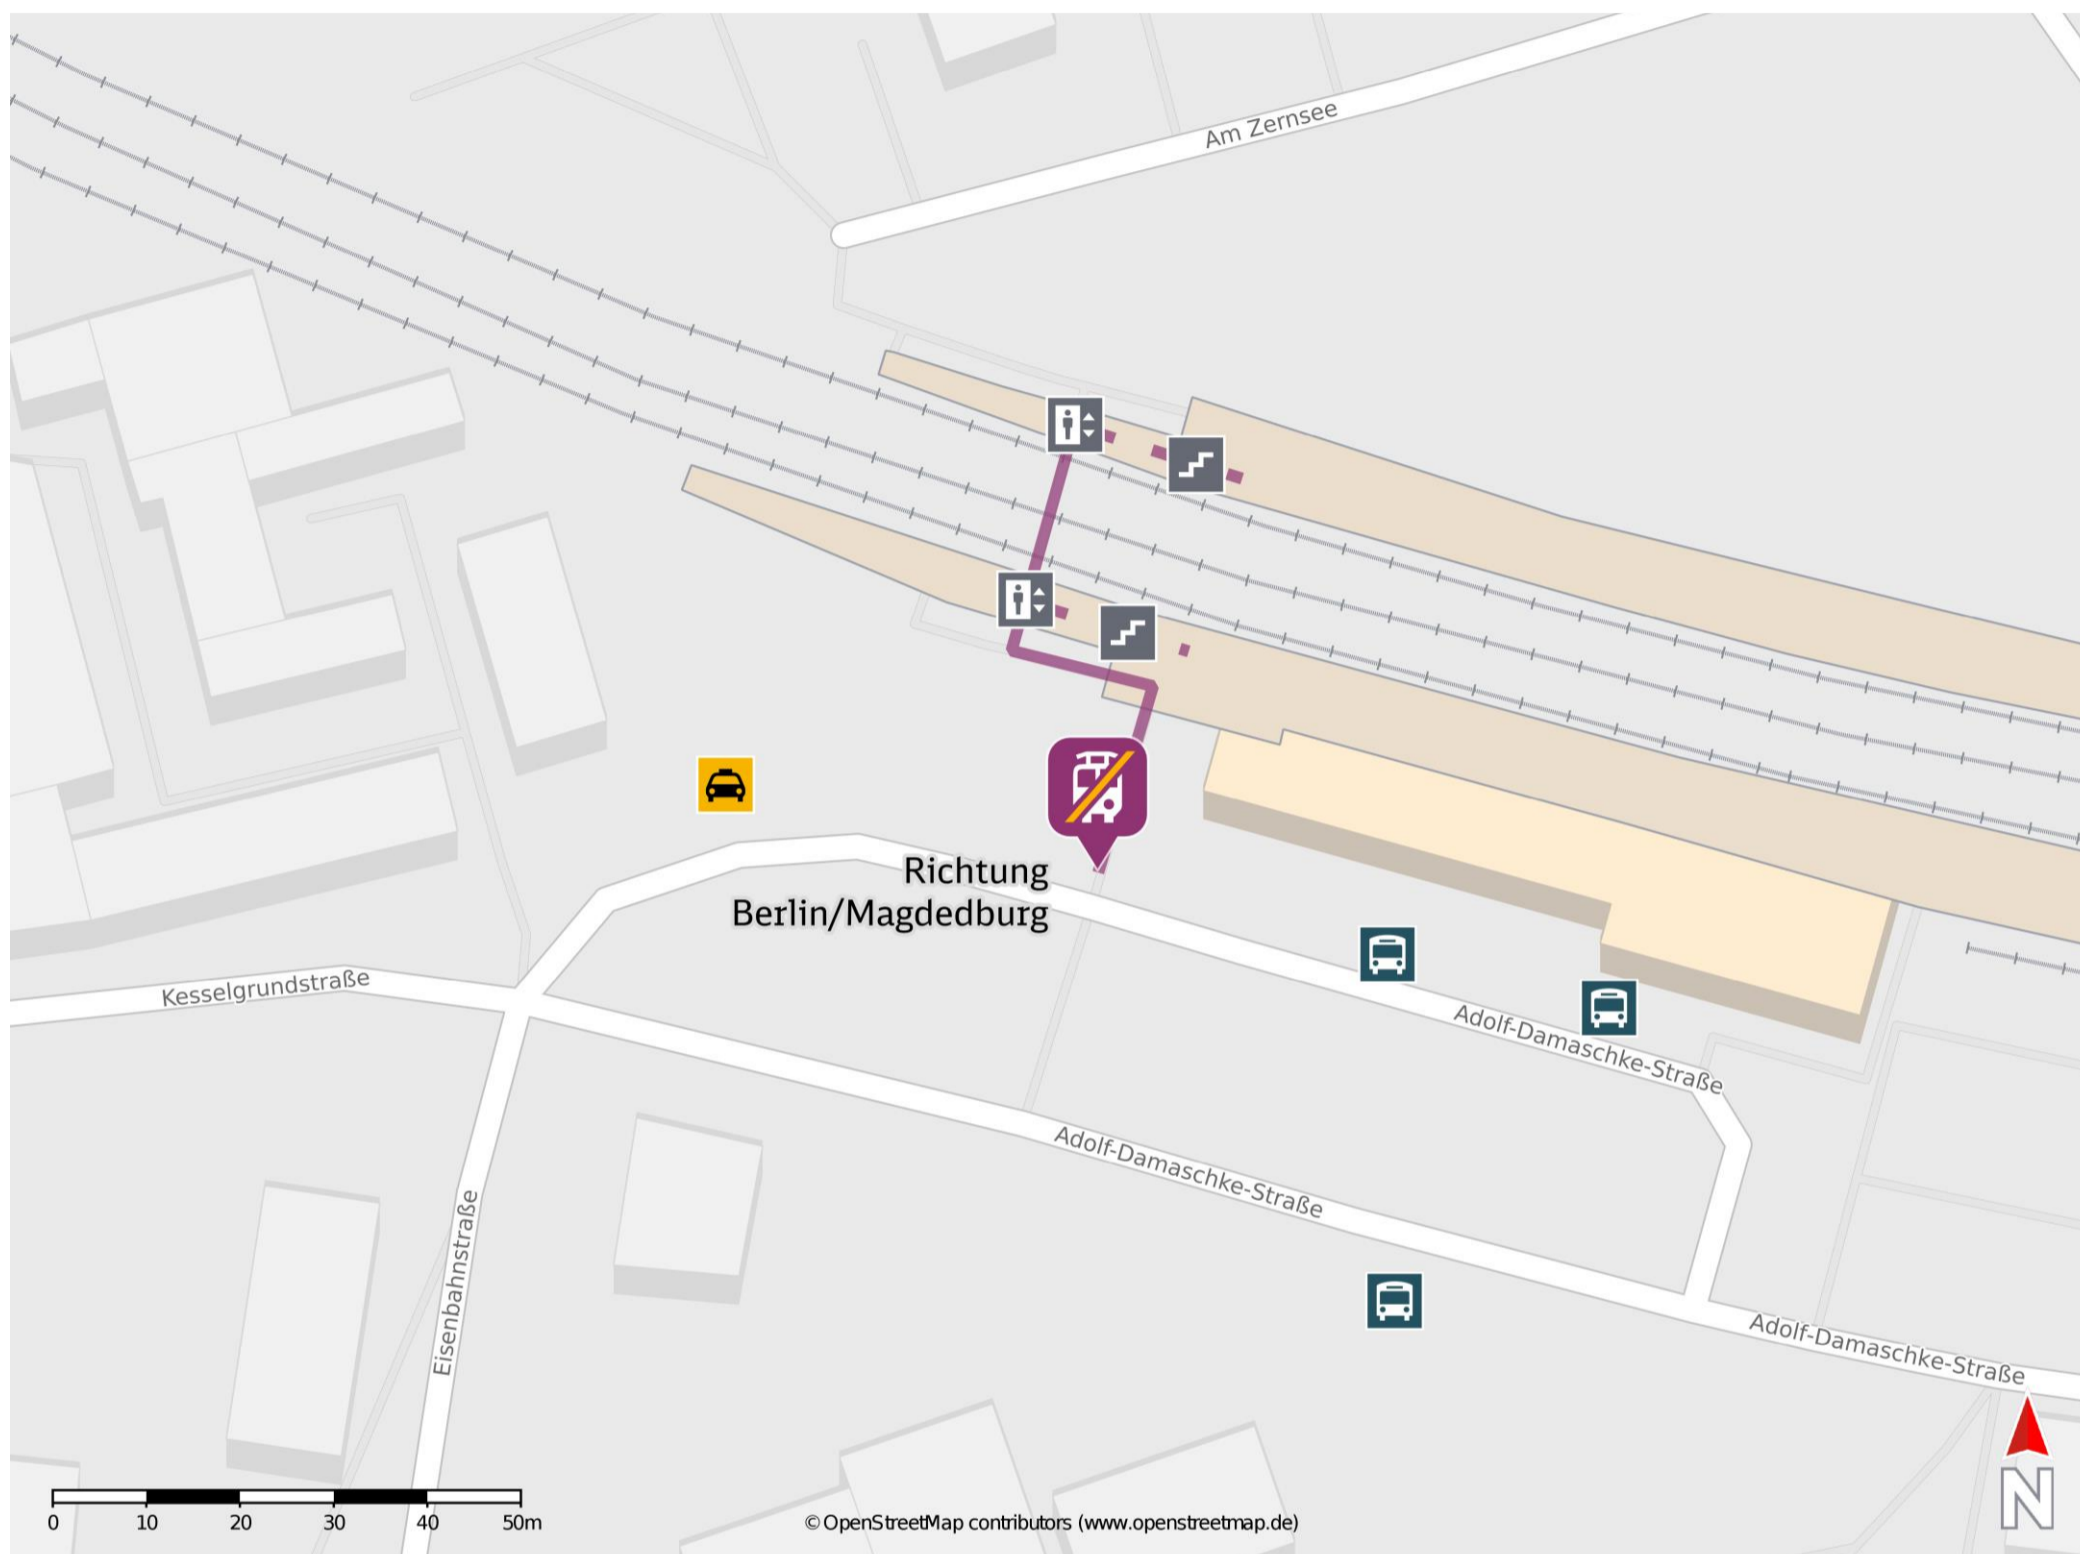 Am Zernsee
Richtung
Berlin/Magdedburg
Kesselgrundstraße
Adolf-Damaschke-Straße
Adolf-Damaschke-Straße
Eisenbahnstraße
Adolf-Damaschke-Straße
N
0 10 20 30 40 50m
© OpenStreetMap contributors (www.openstreetmap.de)